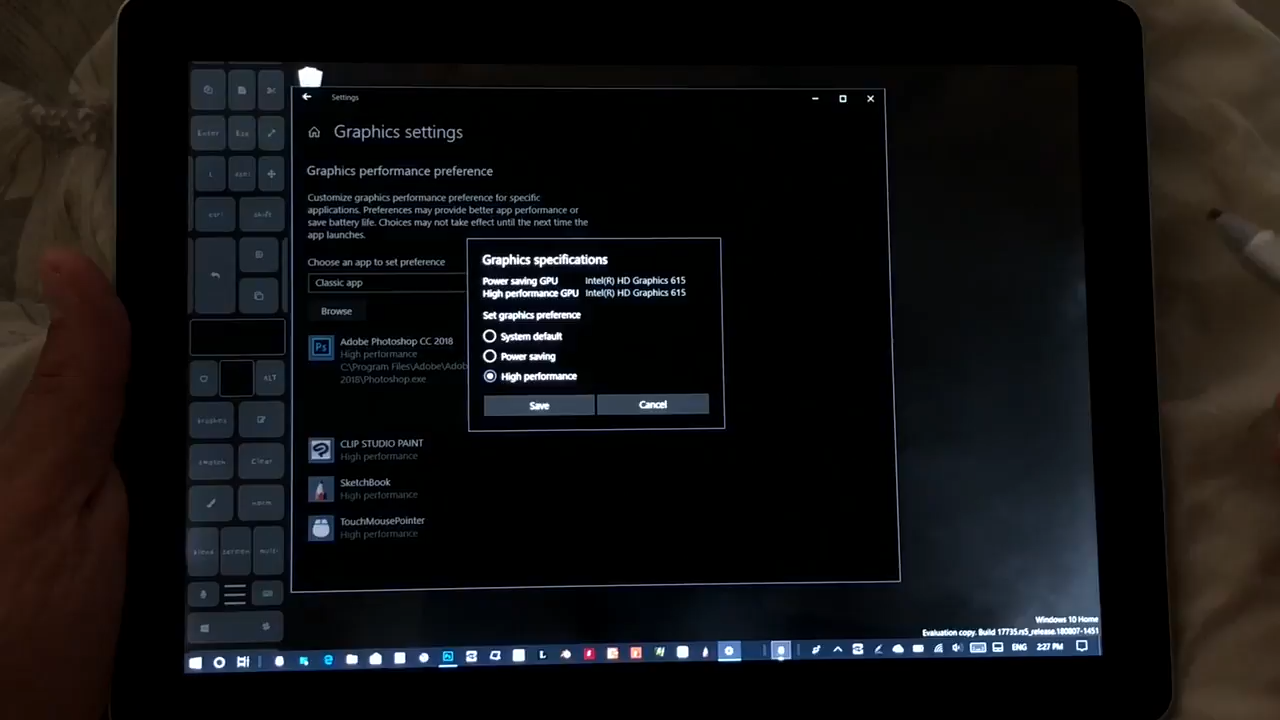 Settings
Graphics settings
Graphics performance preference
Customize graphics performance preference for specific
applications. Preferences may provide better app performance or
save battery life. Choices may not take effect until the next time the
app launches.
Choose an app to set preference
Classic app
Browse
Adobe Photoshop CC 2018
High performance
C:\Program Files\Adobe\Adob
2018\Photoshop.exe
CLIP STUDIO PAINT
High performance
SketchBook
High performance
TouchMousePointer
High performance
Graphics specifications
Power saving GPU Intel(R) HD Graphics 615
High performance GPU Intel(R) HD Graphics 615
Set graphics preference
System default
Power saving
High performance
Save Cancel
Enter Esc
ctrl shift
ALT
brushes
Clear
norm
Windows 10 Home
Evaluation copy. Build 17735.rs5_release.180807-1451
ENG 2:27 PM